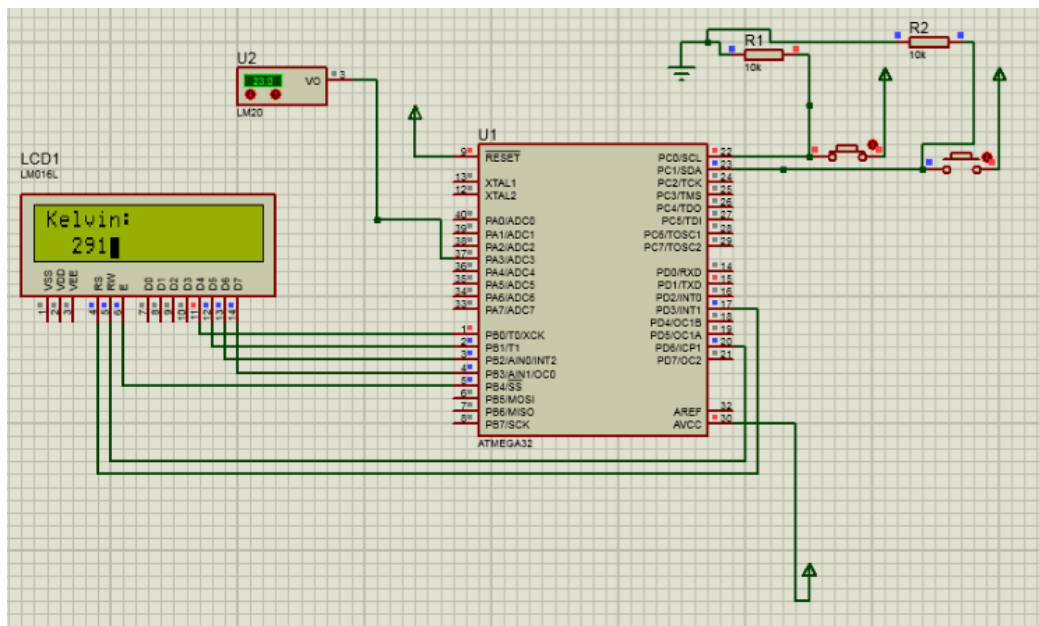 U2
23.0
VO
3
LM20
R1
10k
R2
10k
LCD1
LM016L
Kelvin:
291
VSS
VDD
VEE
RS
RW
E
D0
D1
D2
D3
D4
D5
D6
D7
1
2
3
4
5
6
7
8
9
10
11
12
13
14
U1
9 RESET
13 XTAL1
12 XTAL2
40 PA0/ADC0
39 PA1/ADC1
38 PA2/ADC2
37 PA3/ADC3
36 PA4/ADC4
35 PA5/ADC5
34 PA6/ADC6
33 PA7/ADC7
1 PB0/T0/XCK
2 PB1/T1
3 PB2/AIN0/INT2
4 PB3/AIN1/OC0
5 PB4/SS
6 PB5/MOSI
7 PB6/MISO
8 PB7/SCK
PC0/SCL 22
PC1/SDA 23
PC2/TCK 24
PC3/TMS 25
PC4/TDO 26
PC5/TDI 27
PC6/TOSC1 28
PC7/TOSC2 29
PD0/RXD 14
PD1/TXD 15
PD2/INT0 16
PD3/INT1 17
PD4/OC1B 18
PD5/OC1A 19
PD6/ICP1 20
PD7/OC2 21
AREF 32
AVCC 30
ATMEGA32